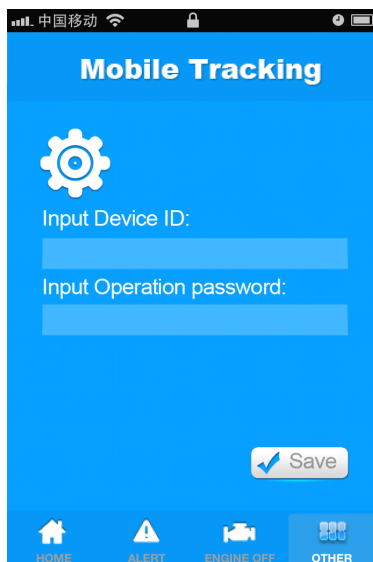 中国移动
Mobile Tracking
Input Device ID:
Input Operation password:
Save
HOME ALERT ENGINE OFF OTHER